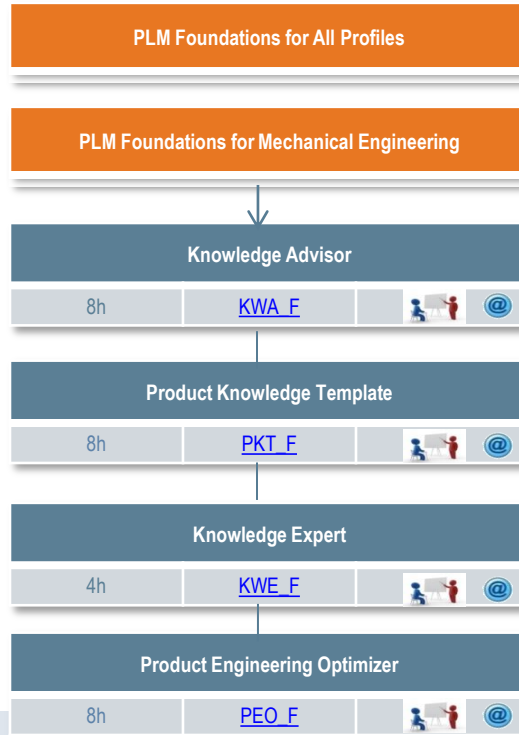 PLM Foundations for All Profiles
PLM Foundations for Mechanical Engineering
Knowledge Advisor
8h KWA_F @
Product Knowledge Template
8h PKT_F @
Knowledge Expert
4h KWE_F @
Product Engineering Optimizer
8h PEO_F @